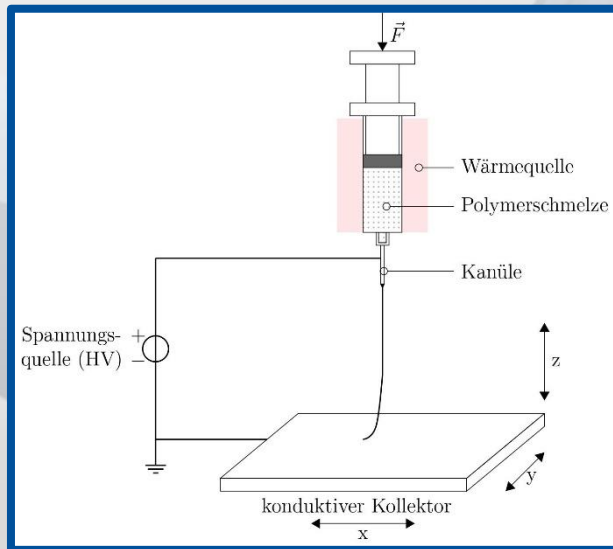 F
Wärmequelle
Polymerschmelze
Kanüle
Spannungs-
quelle (HV)
+
−
z
y
konduktiver Kollektor
x